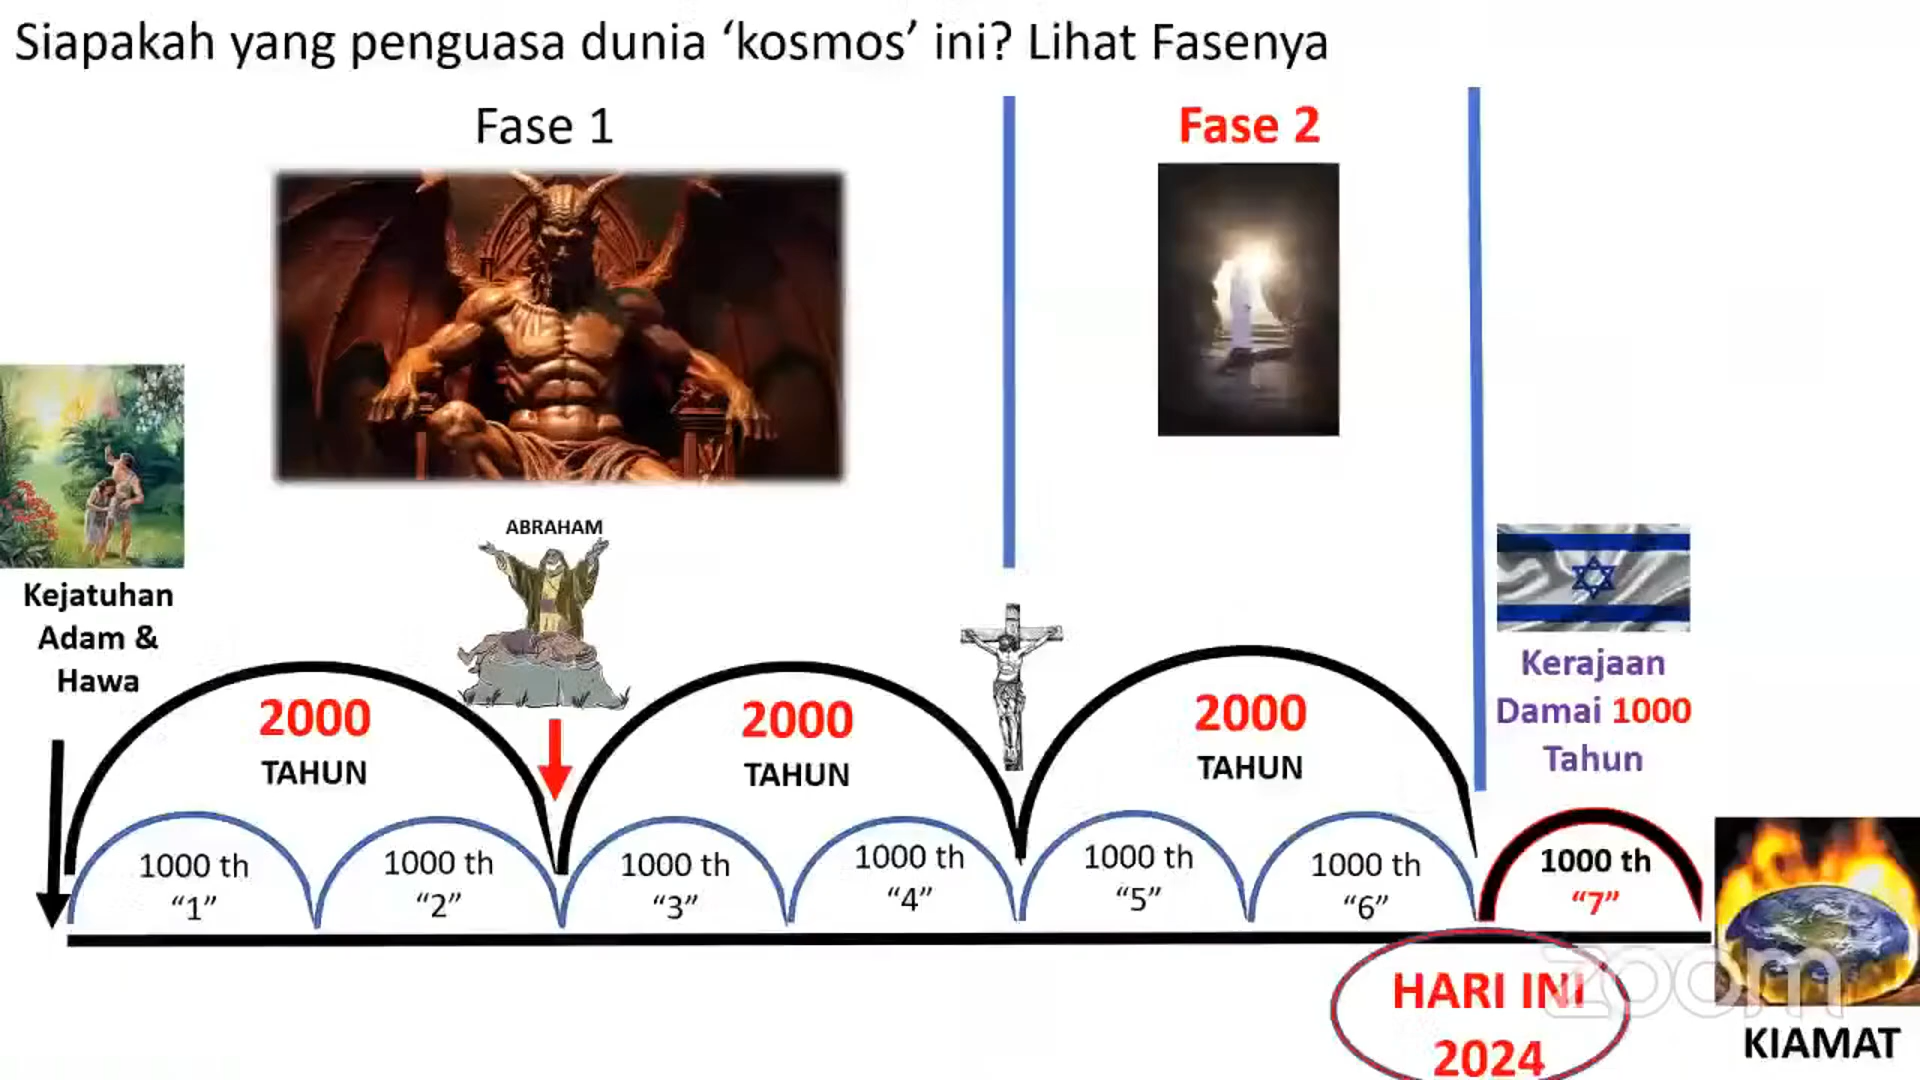 Siapakah yang penguasa dunia ‘kosmos’ ini? Lihat Fasenya
Fase 1
Fase 2
ABRAHAM
Kejatuhan
Adam &
Hawa
2000
TAHUN
2000
TAHUN
2000
TAHUN
Kerajaan
Damai 1000
Tahun
1000 th
“1”
1000 th
“2”
1000 th
“3”
1000 th
“4”
1000 th
“5”
1000 th
“6”
1000 th
“7”
HARI INI
2024
zoom
KIAMAT